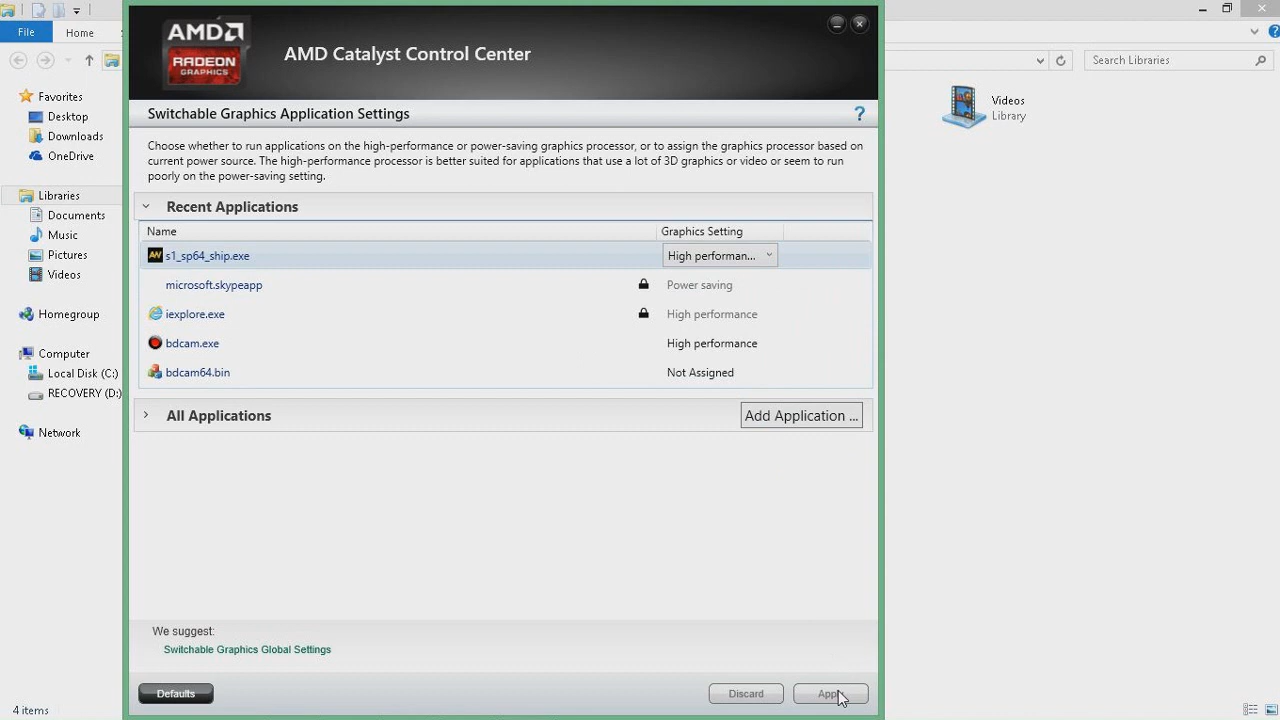 File
Home
Search Libraries
Favorites
Desktop
Downloads
OneDrive
Libraries
Documents
Music
Pictures
Videos
Homegroup
Computer
Local Disk (C:)
RECOVERY (D:)
Network
4 items
AMD
RADEON
GRAPHICS
AMD Catalyst Control Center
Switchable Graphics Application Settings
?
Choose whether to run applications on the high-performance or power-saving graphics processor, or to assign the graphics processor based on
current power source. The high-performance processor is better suited for applications that use a lot of 3D graphics or video or seem to run
poorly on the power-saving setting.
Recent Applications
Name Graphics Setting
s1_sp64_ship.exe High performan...
microsoft.skypeapp Power saving
iexplore.exe High performance
bdcam.exe High performance
bdcam64.bin Not Assigned
All Applications Add Application ...
We suggest:
Switchable Graphics Global Settings
Defaults Discard
Videos
Library